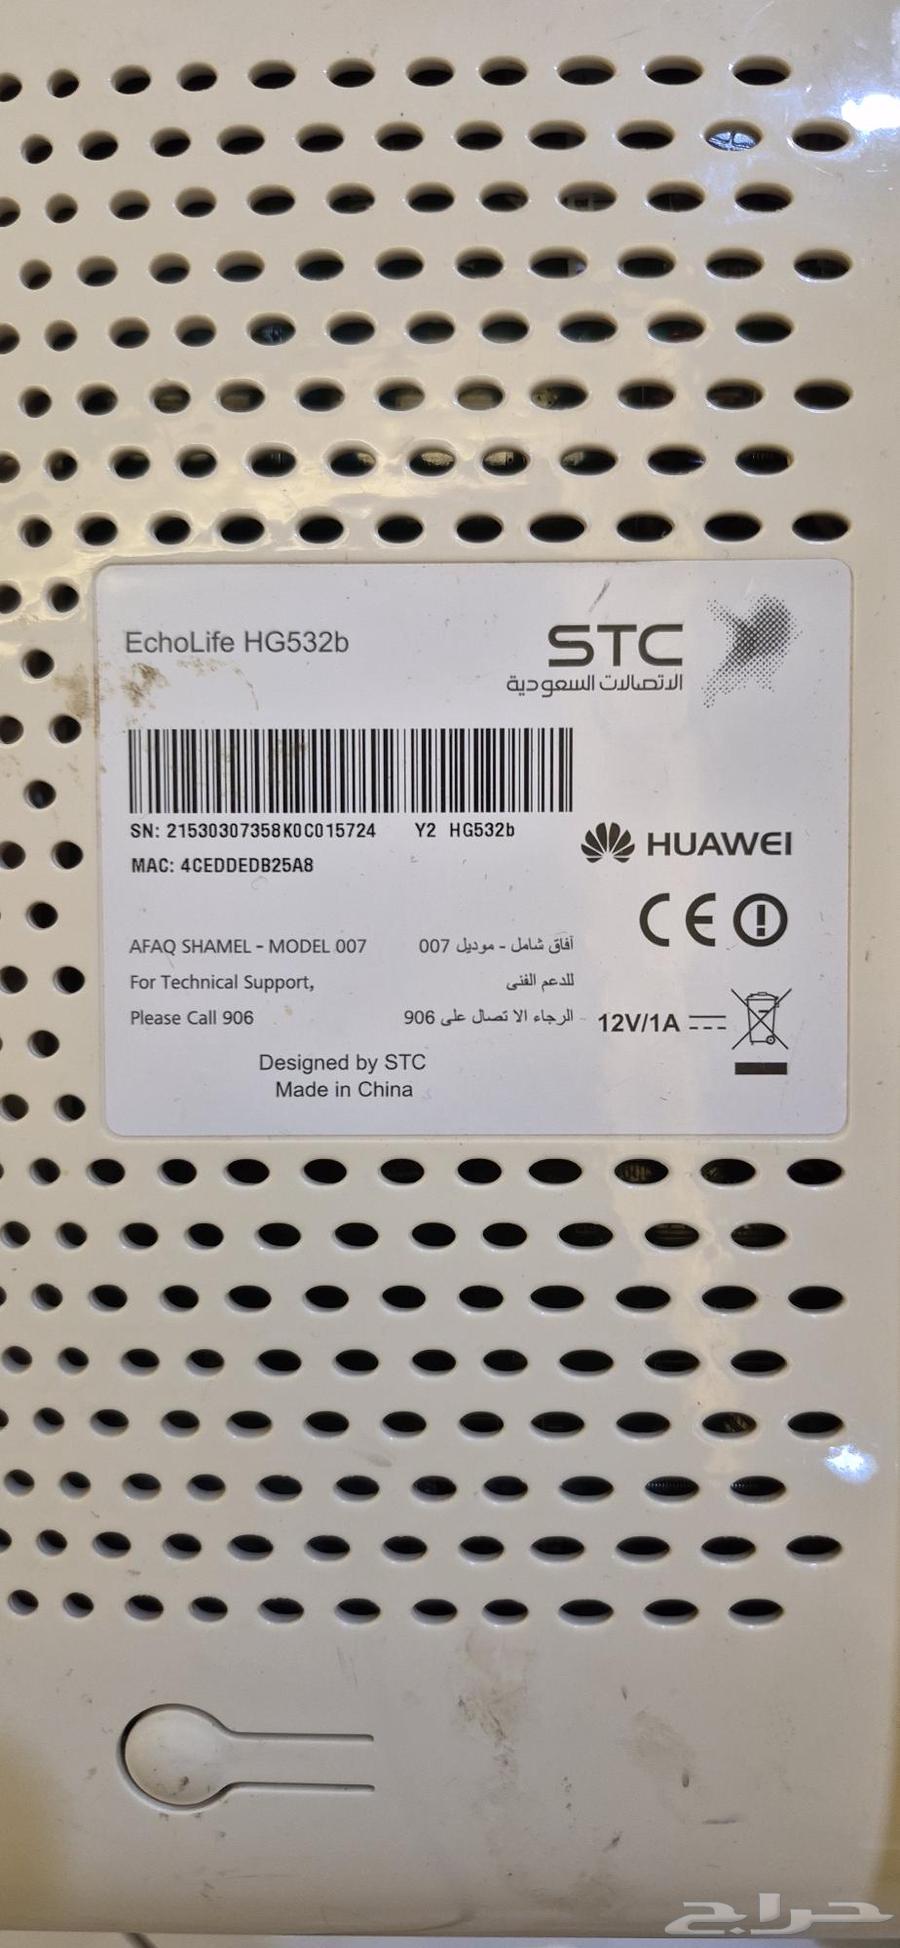 EchoLife HG532b
STC
الاتصالات السعودية
SN: 21530307358K0C015724 Y2 HG532b
MAC: 4CEDDEDB25A8
HUAWEI
CE
AFAQ SHAMEL - MODEL 007
آفاق شامل - موديل 007
For Technical Support,
للدعم الفنى
Please Call 906
الرجاء الا تصال على 906
12V/1A
Designed by STC
Made in China
حراج